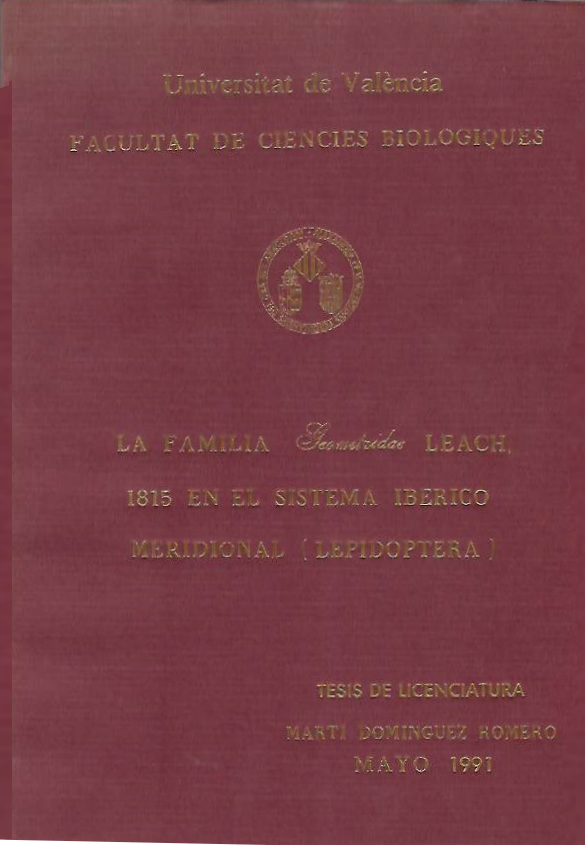 Universitat de València
FACULTAT DE CIENCIES BIOLOGIQUES
LA FAMILIA Geometridae LEACH,
1815 EN EL SISTEMA IBERICO
MERIDIONAL (LEPIDOPTERA)
TESIS DE LICENCIATURA
MARTI DOMINGUEZ ROMERO
MAYO 1991